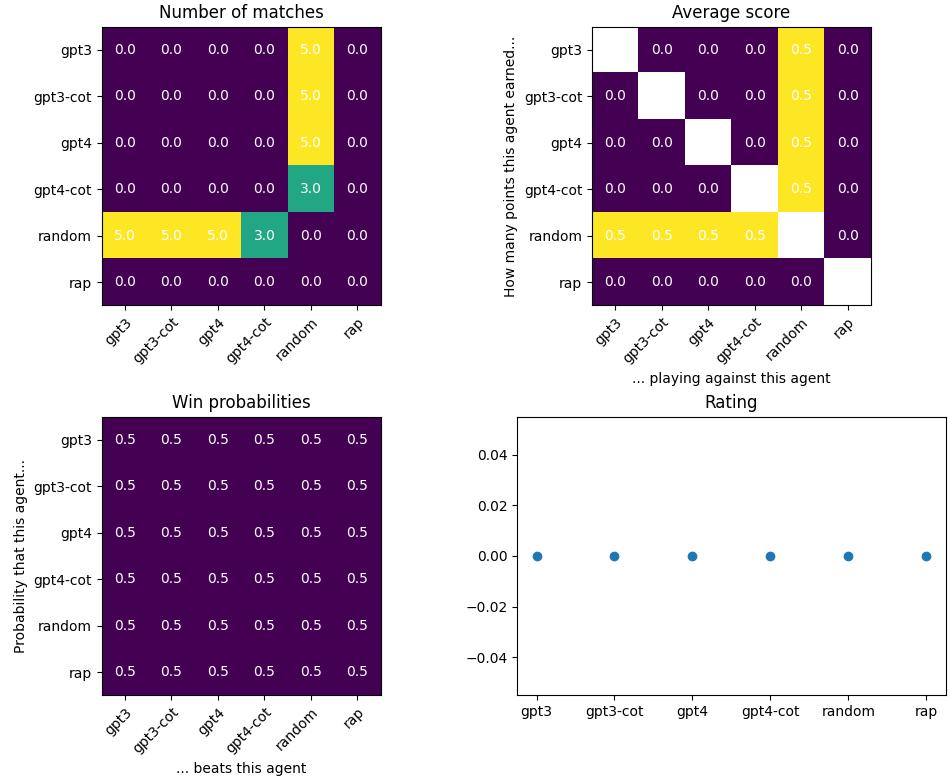 Number of matches
gpt3 0.0 0.0 0.0 0.0 5.0 0.0
gpt3-cot 0.0 0.0 0.0 0.0 5.0 0.0
gpt4 0.0 0.0 0.0 0.0 5.0 0.0
gpt4-cot 0.0 0.0 0.0 0.0 3.0 0.0
random 5.0 5.0 5.0 3.0 0.0 0.0
rap 0.0 0.0 0.0 0.0 0.0 0.0
gpt3 gpt3-cot gpt4 gpt4-cot random rap
Average score
How many points this agent earned...
gpt3 0.0 0.0 0.0 0.5 0.0
gpt3-cot 0.0 0.0 0.0 0.5 0.0
gpt4 0.0 0.0 0.0 0.5 0.0
gpt4-cot 0.0 0.0 0.0 0.5 0.0
random 0.5 0.5 0.5 0.5 0.0
rap 0.0 0.0 0.0 0.0 0.0
gpt3 gpt3-cot gpt4 gpt4-cot random rap
... playing against this agent
Win probabilities
Probability that this agent...
gpt3 0.5 0.5 0.5 0.5 0.5 0.5
gpt3-cot 0.5 0.5 0.5 0.5 0.5 0.5
gpt4 0.5 0.5 0.5 0.5 0.5 0.5
gpt4-cot 0.5 0.5 0.5 0.5 0.5 0.5
random 0.5 0.5 0.5 0.5 0.5 0.5
rap 0.5 0.5 0.5 0.5 0.5 0.5
gpt3 gpt3-cot gpt4 gpt4-cot random rap
... beats this agent
Rating
0.04
0.02
0.00
−0.02
−0.04
gpt3 gpt3-cot gpt4 gpt4-cot random rap